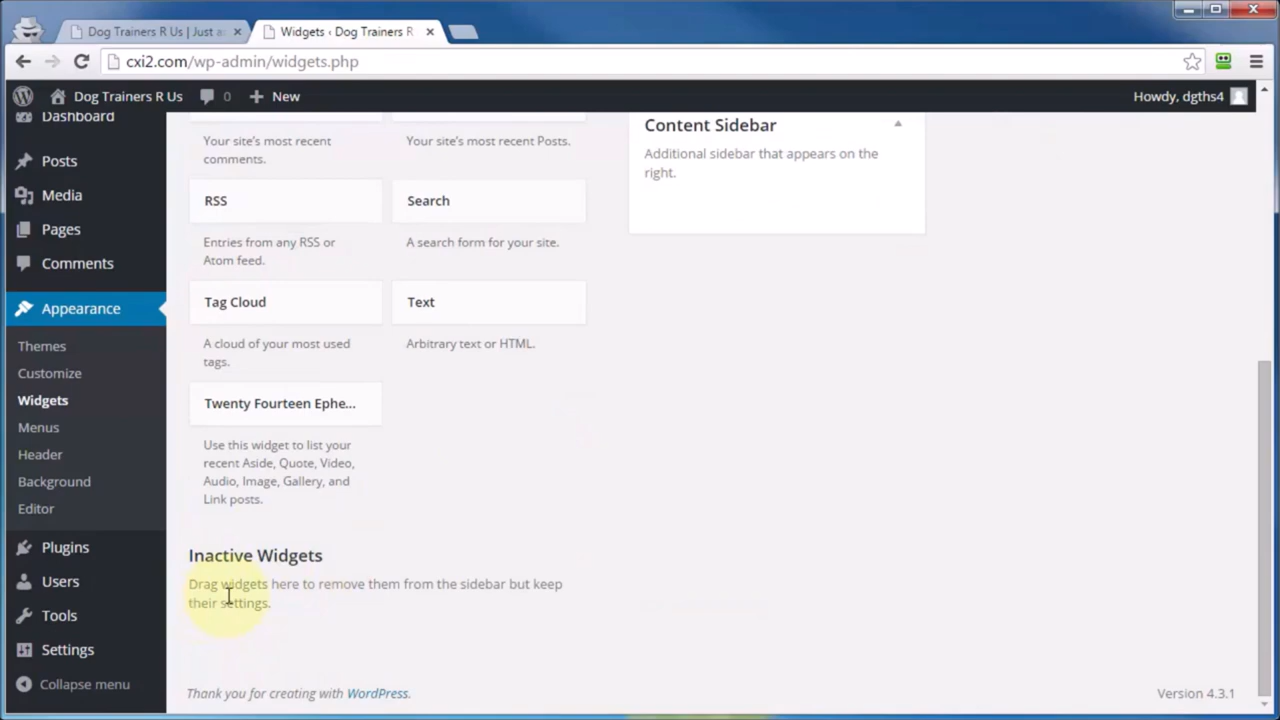 Dog Trainers R Us | Just a
Widgets ‹ Dog Trainers R
cxi2.com/wp-admin/widgets.php
Dog Trainers R Us
0
New
Howdy, dgths4
Dashboard
Posts
Media
Pages
Comments
Appearance
Themes
Customize
Widgets
Menus
Header
Background
Editor
Plugins
Users
Tools
Settings
Collapse menu
Your site's most recent
comments.
Your site's most recent Posts.
RSS
Entries from any RSS or
Atom feed.
Search
A search form for your site.
Tag Cloud
A cloud of your most used
tags.
Text
Arbitrary text or HTML.
Twenty Fourteen Ephe...
Use this widget to list your
recent Aside, Quote, Video,
Audio, Image, Gallery, and
Link posts.
Content Sidebar
Additional sidebar that appears on the
right.
Inactive Widgets
Drag widgets here to remove them from the sidebar but keep
their settings.
Thank you for creating with WordPress.
Version 4.3.1